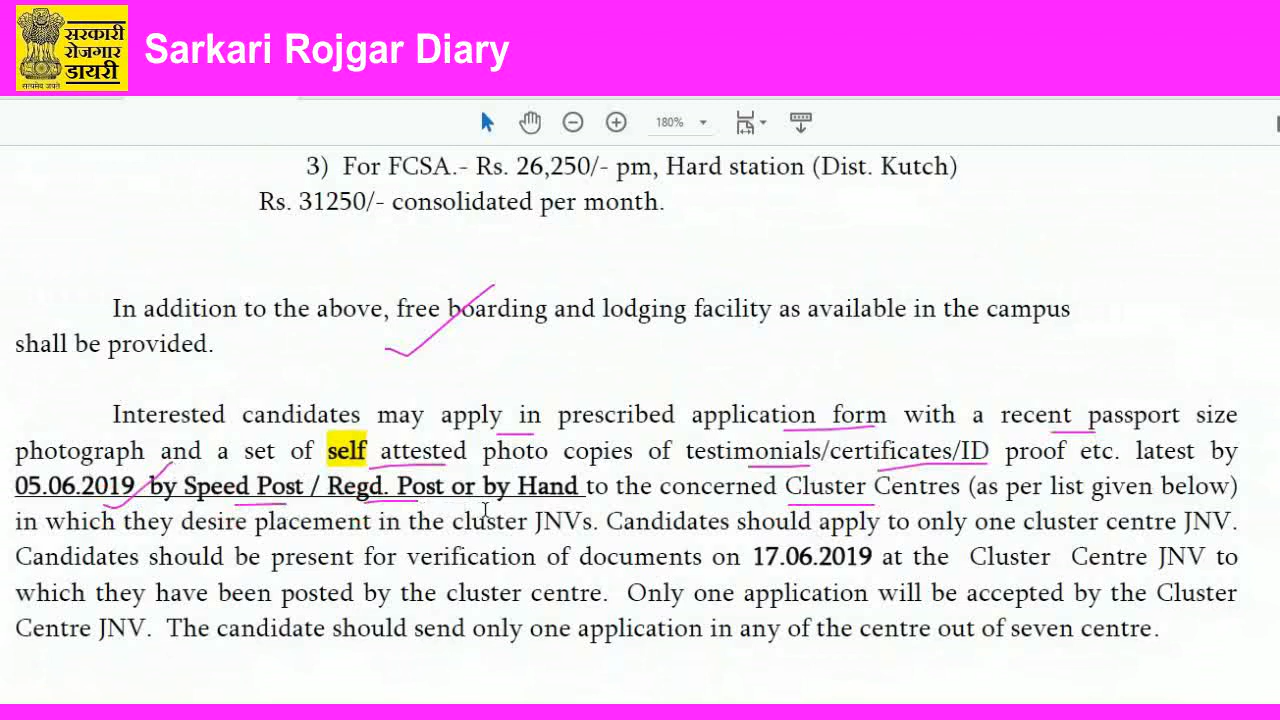 सरकारी
रोजगार
डायरी
सत्यमेव जयते
Sarkari Rojgar Diary
180%
3) For FCSA.- Rs. 26,250/- pm, Hard station (Dist. Kutch)
Rs. 31250/- consolidated per month.
In addition to the above, free boarding and lodging facility as available in the campus
shall be provided.
Interested candidates may apply in prescribed application form with a recent passport size
photograph and a set of self attested photo copies of testimonials/certificates/ID proof etc. latest by
05.06.2019 by Speed Post / Regd. Post or by Hand to the concerned Cluster Centres (as per list given below)
in which they desire placement in the cluster JNVs. Candidates should apply to only one cluster centre JNV.
Candidates should be present for verification of documents on 17.06.2019 at the Cluster Centre JNV to
which they have been posted by the cluster centre. Only one application will be accepted by the Cluster
Centre JNV. The candidate should send only one application in any of the centre out of seven centre.